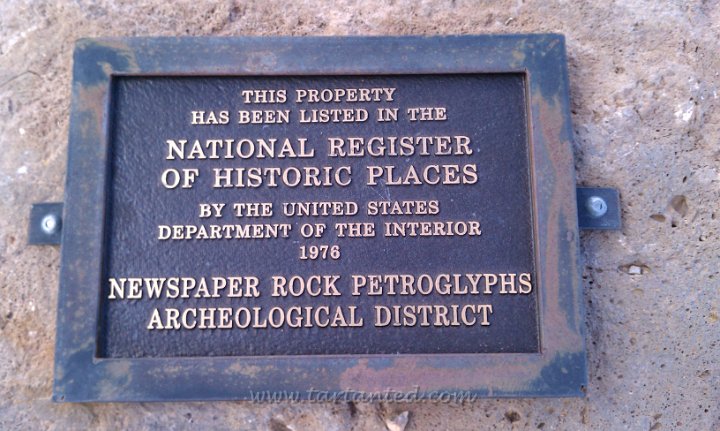 THIS PROPERTY
HAS BEEN LISTED IN THE
NATIONAL REGISTER
OF HISTORIC PLACES
BY THE UNITED STATES
DEPARTMENT OF THE INTERIOR
1976
NEWSPAPER ROCK PETROGLYPHS
ARCHEOLOGICAL DISTRICT
www.tartanted.com